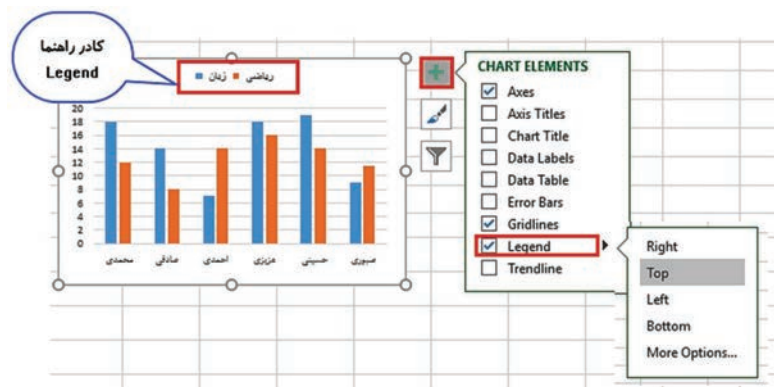 کادر راهنما
Legend
زبان ریاضی
20
18
16
14
12
10
8
6
4
2
0
محمدی صادقی احمدی عزیزی حسینی صبوری
CHART ELEMENTS
Axes
Axis Titles
Chart Title
Data Labels
Data Table
Error Bars
Gridlines
Legend
Trendline
Right
Top
Left
Bottom
More Options...